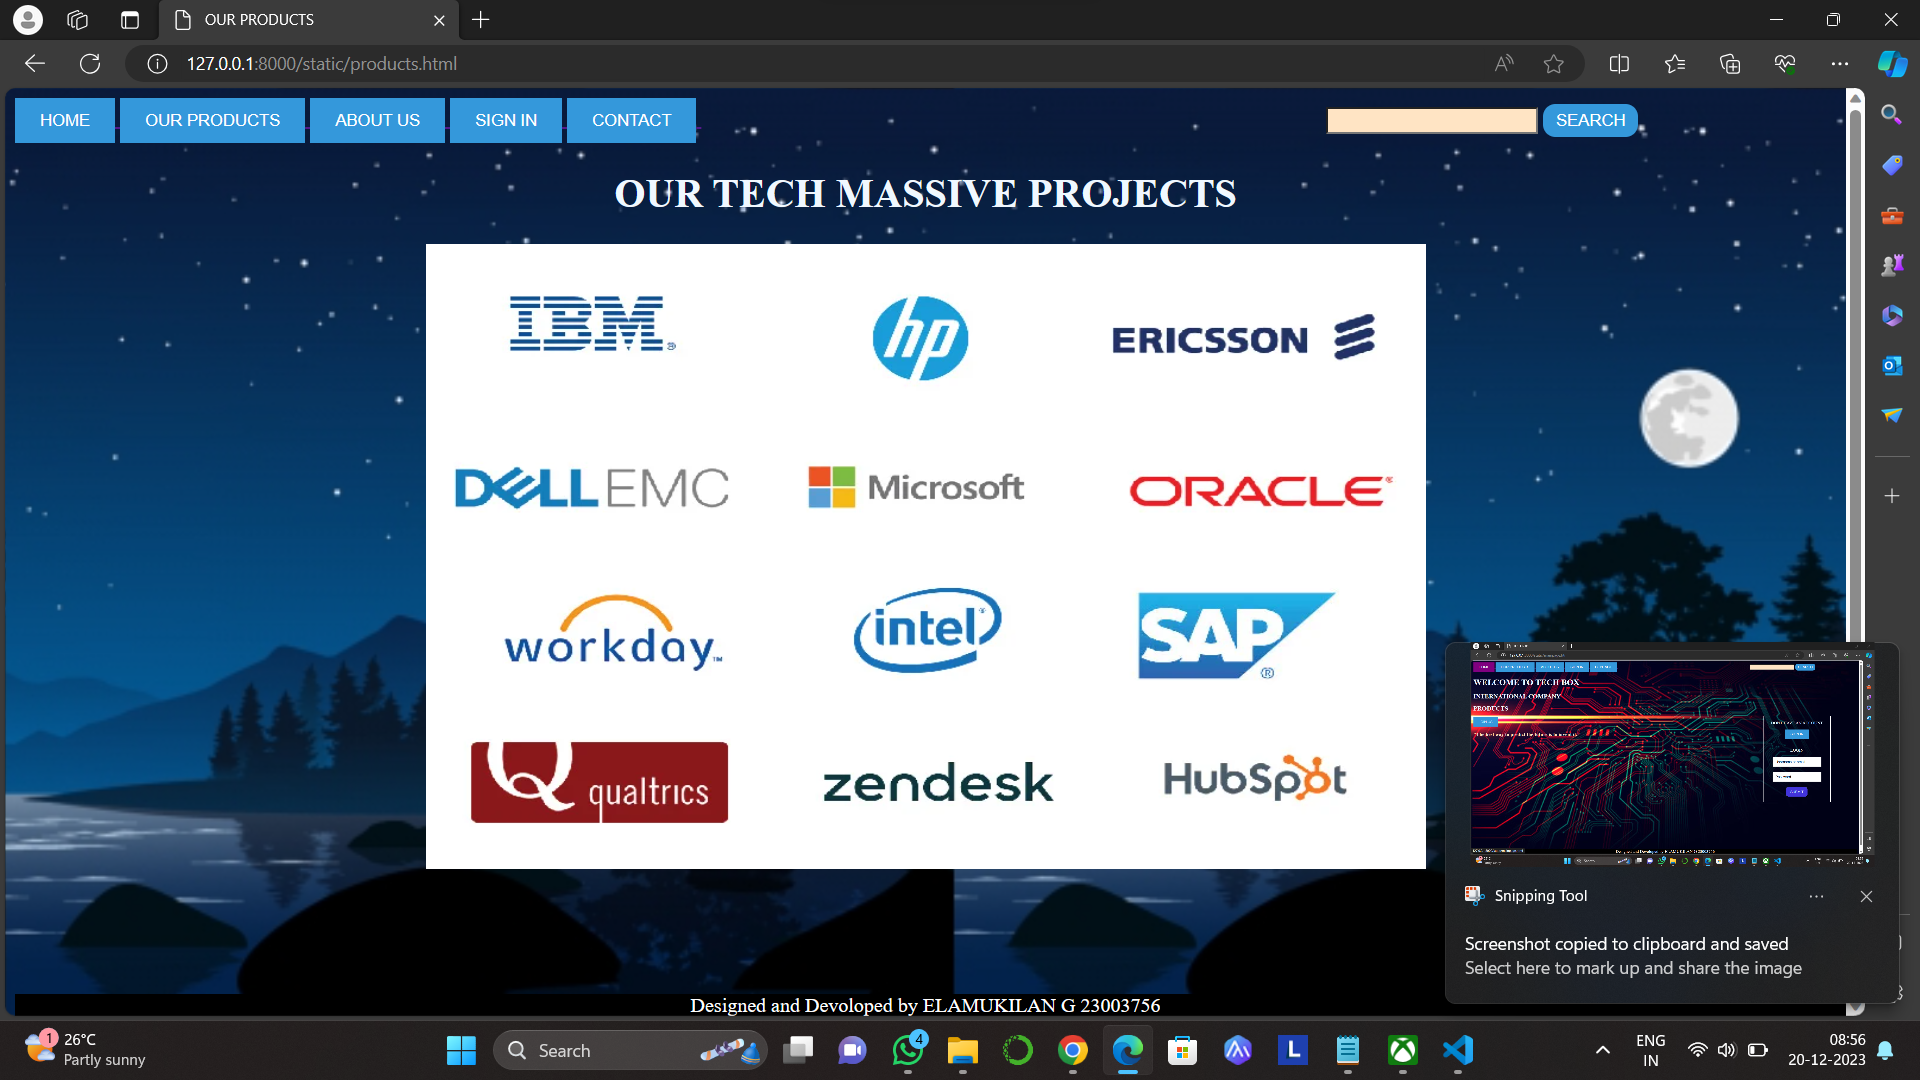 OUR PRODUCTS
127.0.0.1:8000/static/products.html
HOME
OUR PRODUCTS
ABOUT US
SIGN IN
CONTACT
SEARCH
OUR TECH MASSIVE PROJECTS
IBM®
hp
ERICSSON
DELL EMC
Microsoft
ORACLE®
workday™
intel®
SAP®
qualtrics
zendesk
HubSpot
WELCOME TO TECH BOX
INTERNATIONAL COMPANY
PRODUCTS
Snipping Tool
Screenshot copied to clipboard and saved
Select here to mark up and share the image
Designed and Devoloped by ELAMUKILAN G 23003756
1
26°C
Partly sunny
Search
4
L
ENG
IN
08:56
20-12-2023